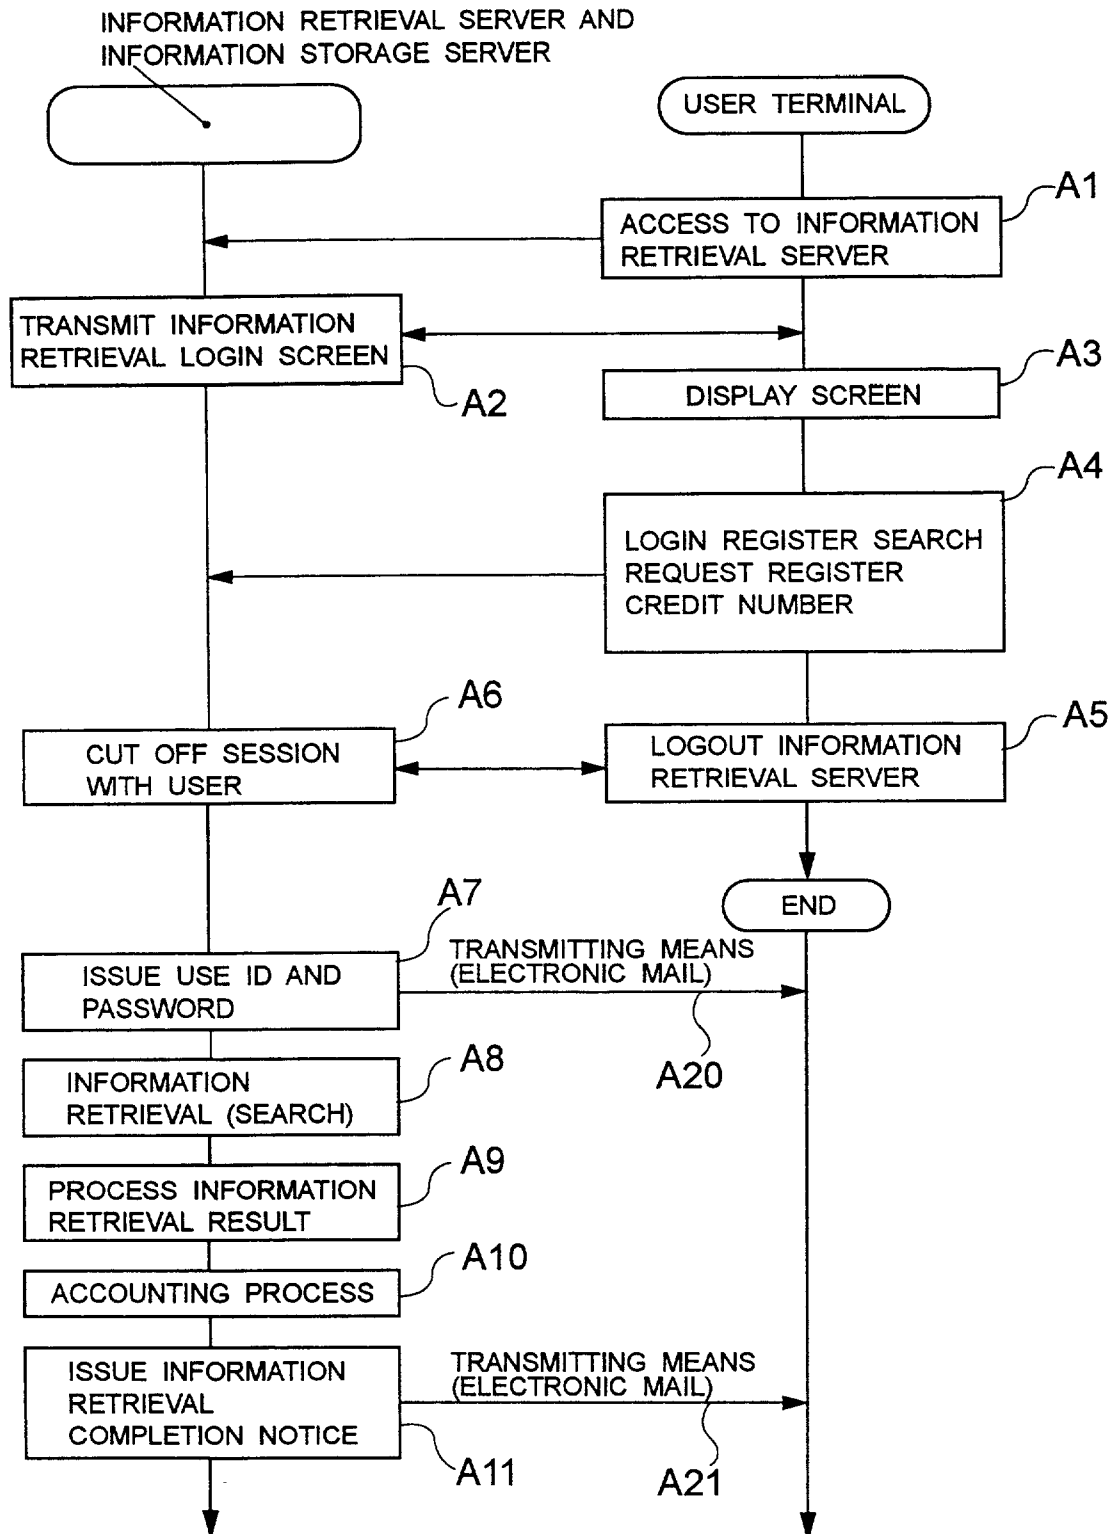 INFORMATION RETRIEVAL SERVER AND
INFORMATION STORAGE SERVER
USER TERMINAL
A1
ACCESS TO INFORMATION
RETRIEVAL SERVER
TRANSMIT INFORMATION
RETRIEVAL LOGIN SCREEN
A2
A3
DISPLAY SCREEN
A4
LOGIN REGISTER SEARCH
REQUEST REGISTER
CREDIT NUMBER
A6
CUT OFF SESSION
WITH USER
A5
LOGOUT INFORMATION
RETRIEVAL SERVER
END
A7
ISSUE USE ID AND
PASSWORD
TRANSMITTING MEANS
(ELECTRONIC MAIL)
A20
A8
INFORMATION
RETRIEVAL (SEARCH)
A9
PROCESS INFORMATION
RETRIEVAL RESULT
A10
ACCOUNTING PROCESS
ISSUE INFORMATION
RETRIEVAL
COMPLETION NOTICE
A11
TRANSMITTING MEANS
(ELECTRONIC MAIL)
A21